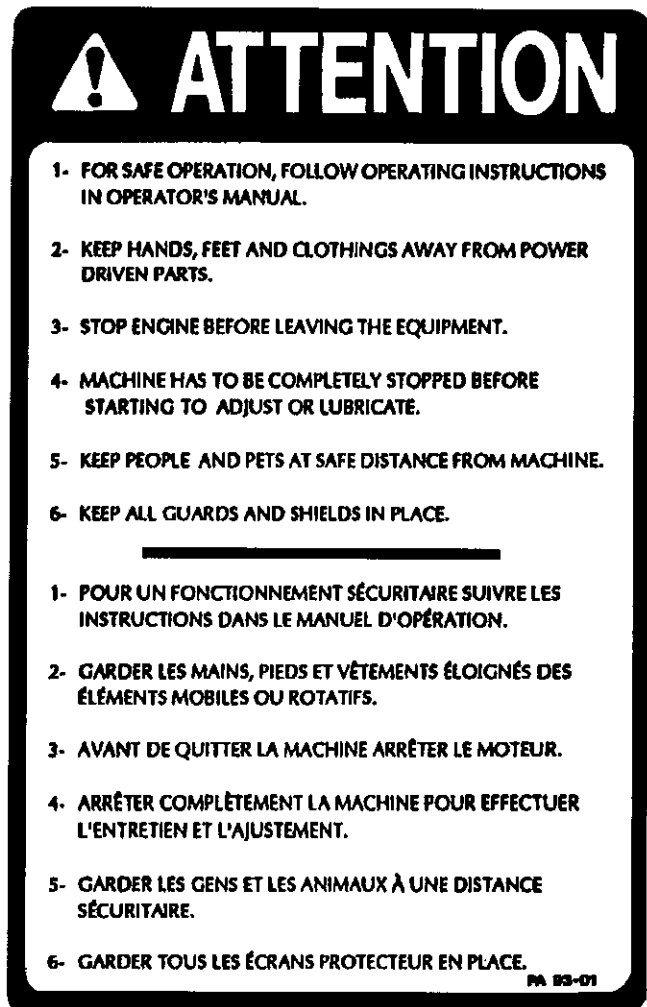 ATTENTION
1- FOR SAFE OPERATION, FOLLOW OPERATING INSTRUCTIONS
IN OPERATOR'S MANUAL.
2- KEEP HANDS, FEET AND CLOTHINGS AWAY FROM POWER
DRIVEN PARTS.
3- STOP ENGINE BEFORE LEAVING THE EQUIPMENT.
4- MACHINE HAS TO BE COMPLETELY STOPPED BEFORE
STARTING TO ADJUST OR LUBRICATE.
5- KEEP PEOPLE AND PETS AT SAFE DISTANCE FROM MACHINE.
6- KEEP ALL GUARDS AND SHIELDS IN PLACE.
1- POUR UN FONCTIONNEMENT SÉCURITAIRE SUIVRE LES
INSTRUCTIONS DANS LE MANUEL D'OPÉRATION.
2- GARDER LES MAINS, PIEDS ET VÊTEMENTS ÉLOIGNÉS DES
ÉLÉMENTS MOBILES OU ROTATIFS.
3- AVANT DE QUITTER LA MACHINE ARRÊTER LE MOTEUR.
4- ARRÊTER COMPLÈTEMENT LA MACHINE POUR EFFECTUER
L'ENTRETIEN ET L'AJUSTEMENT.
5- GARDER LES GENS ET LES ANIMAUX À UNE DISTANCE
SÉCURITAIRE.
6- GARDER TOUS LES ÉCRANS PROTECTEUR EN PLACE.
PA 93-01